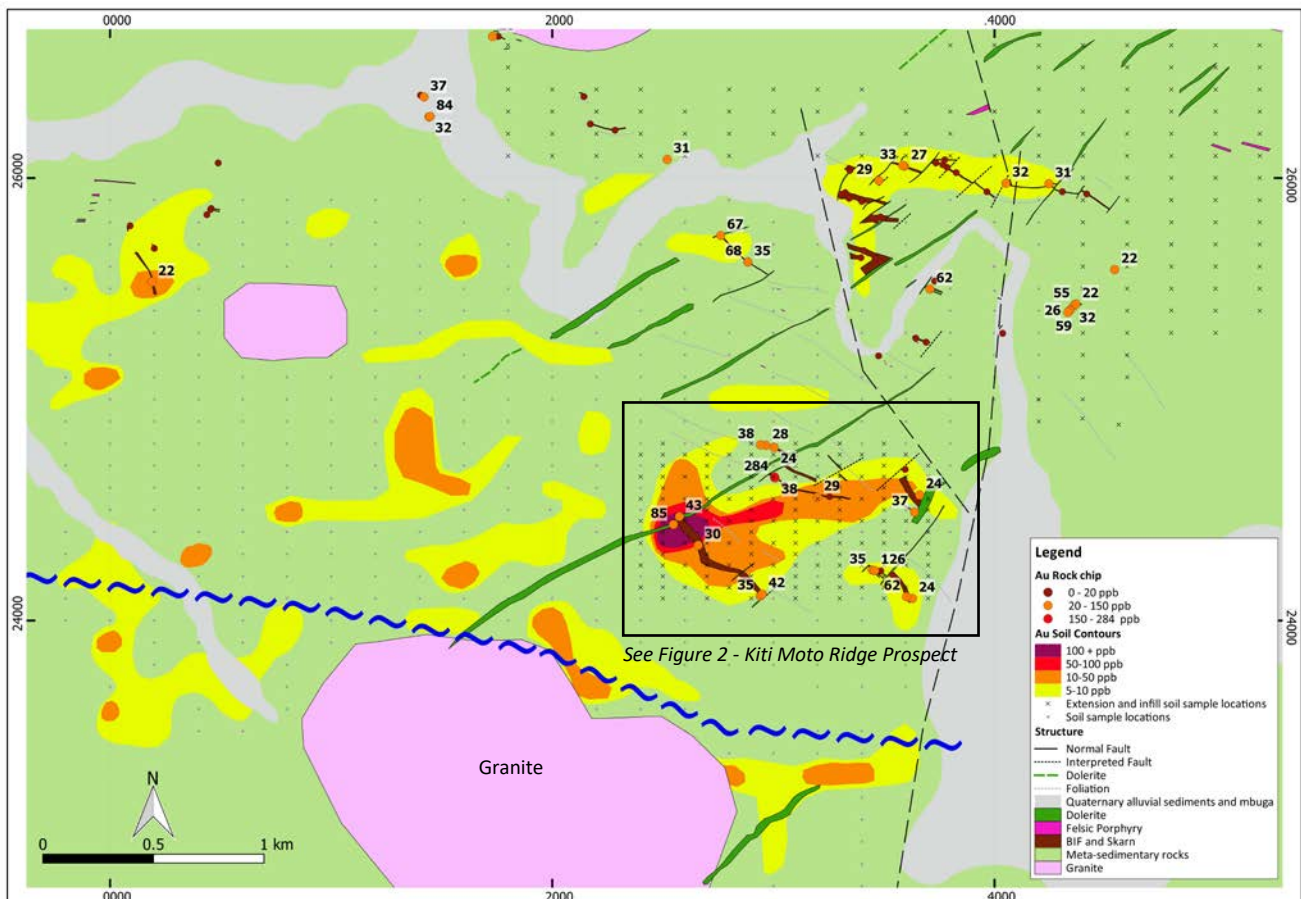 0000
2000
.4000
26000
26000
24000
24000
37
84
32
31
33
27
29
32
31
67
68
35
62
22
22
55
22
26
32
59
38
28
24
284
38
29
24
37
43
85
30
35
42
35
126
62
24
See Figure 2 - Kiti Moto Ridge Prospect
Granite
N
0
0.5
1 km
Legend
Au Rock chip
0 - 20 ppb
20 - 150 ppb
150 - 284 ppb
Au Soil Contours
100 + ppb
50-100 ppb
10-50 ppb
5-10 ppb
Extension and infill soil sample locations
Soil sample locations
Structure
Normal Fault
Interpreted Fault
Dolerite
Foliation
Quaternary alluvial sediments and mbuga
Dolerite
Felsic Porphyry
BIF and Skarn
Meta-sedimentary rocks
Granite
0000
2000
.4000